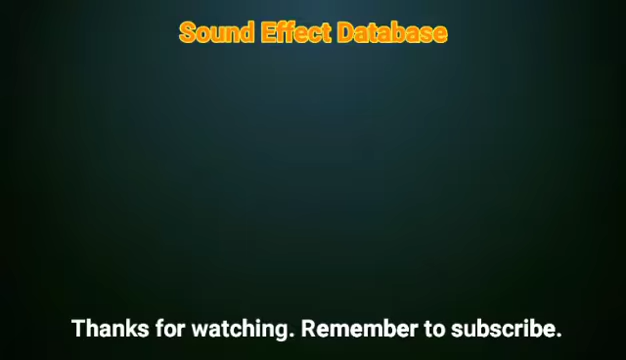 Sound Effect Database
Thanks for watching. Remember to subscribe.